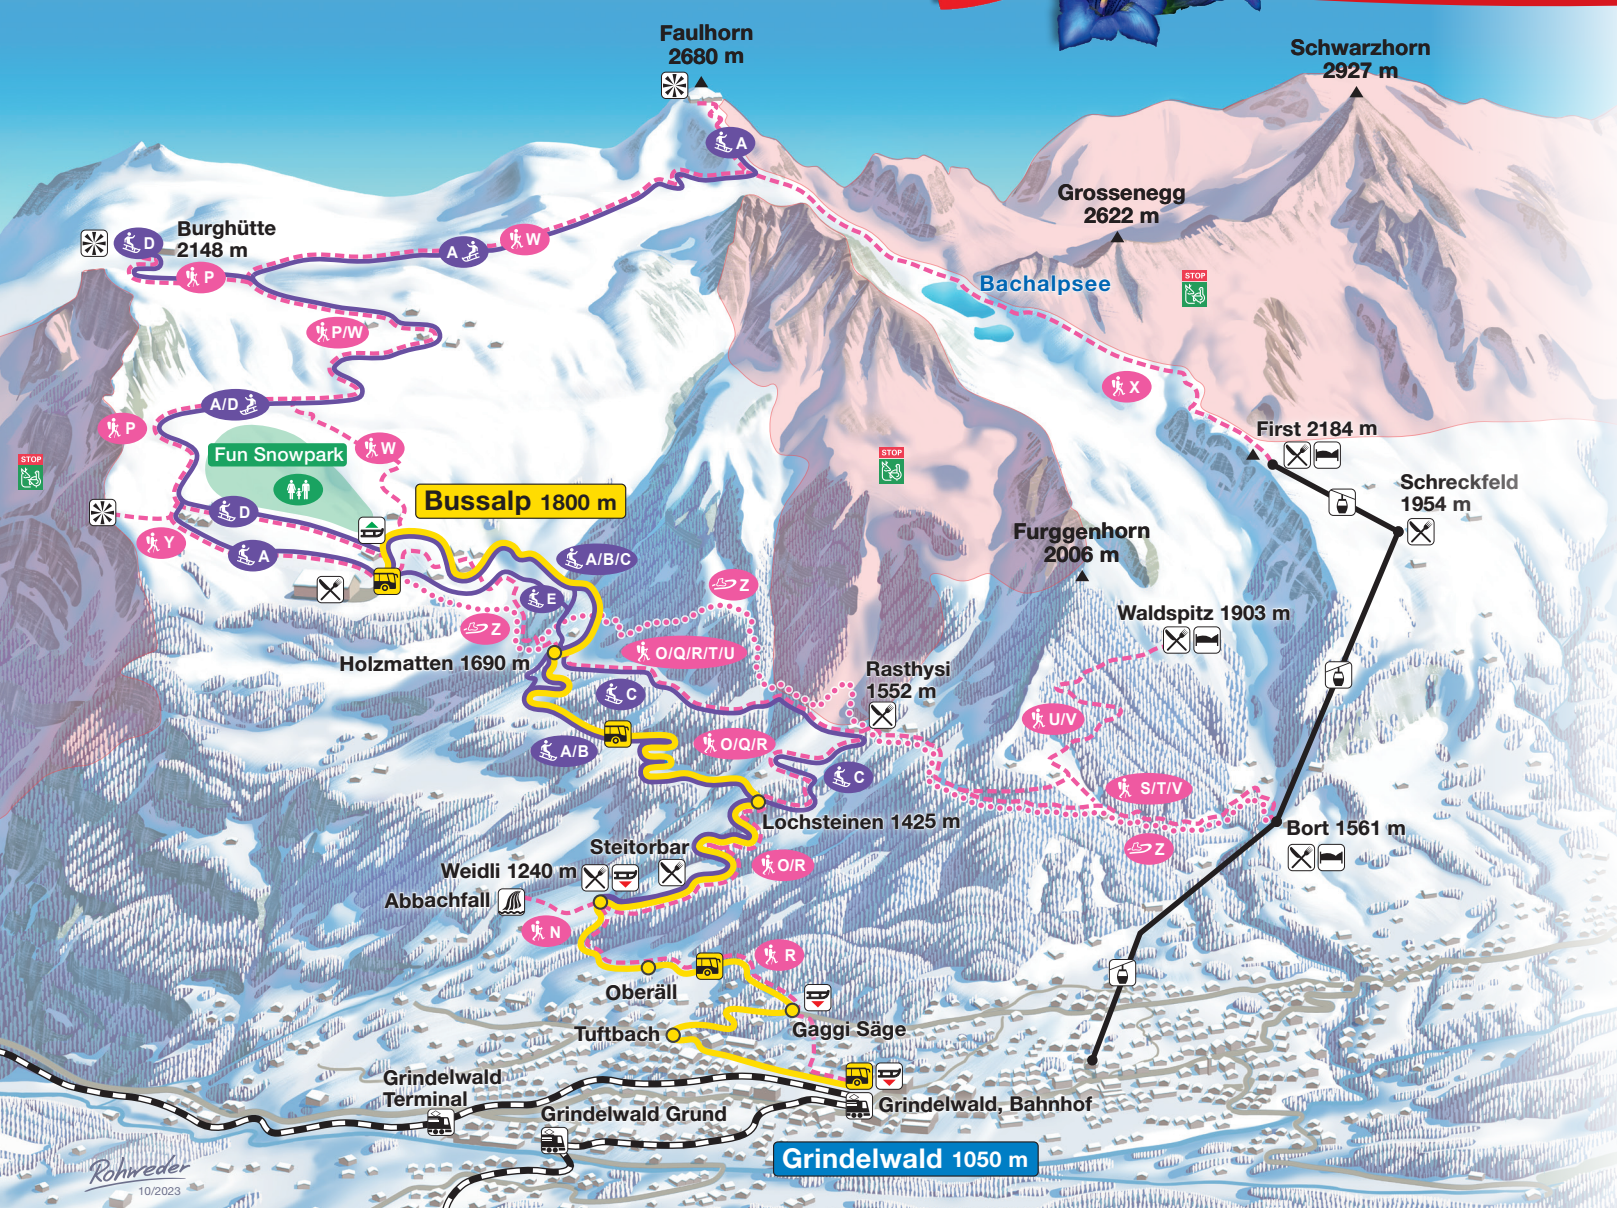 Faulhorn
2680 m
Schwarzhorn
2927 m
A
Grossenegg
2622 m
Burghütte
2148 m
D
A
W
P
Bachalpsee
STOP
P/W
X
A/D
P
W
First 2184 m
Fun Snowpark
STOP
STOP
Schreckfeld
1954 m
Bussalp 1800 m
D
Y
A
Furggenhorn
2006 m
A/B/C
E
Z
Z
Waldspitz 1903 m
Holzmatten 1690 m
O/Q/R/T/U
Rasthysi
1552 m
C
U/V
A/B
O/Q/R
C
S/T/V
Lochsteinen 1425 m
Bort 1561 m
Z
Steitorbar
O/R
Weidli 1240 m
Abbachfall
N
R
Oberäll
Gaggi Säge
Tuftbach
Grindelwald
Terminal
Grindelwald Grund
Grindelwald, Bahnhof
Grindelwald 1050 m
Rohweder
10/2023